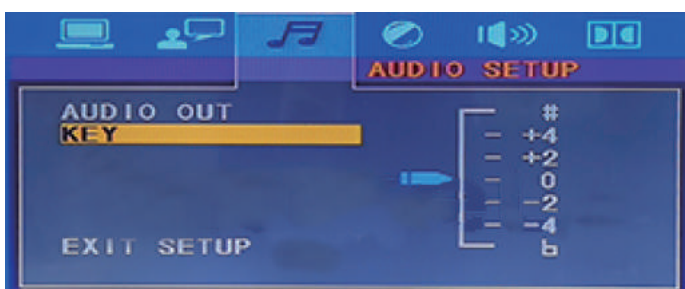 AUDIO SETUP
AUDIO OUT
KEY
#
+4
+2
0
-2
-4
b
EXIT SETUP